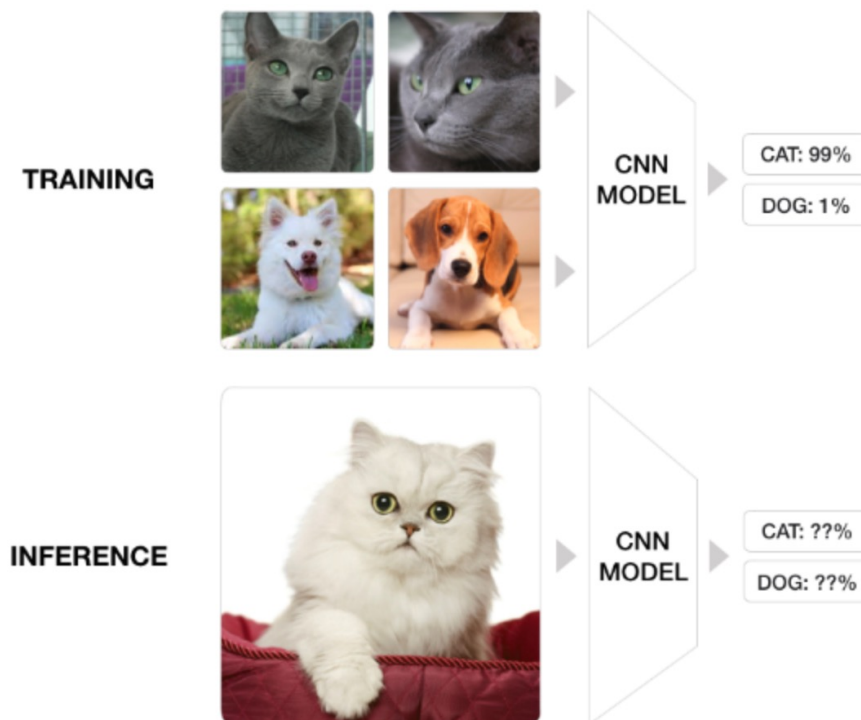 TRAINING
CNN
MODEL
CAT: 99%
DOG: 1%
INFERENCE
CNN
MODEL
CAT: ??%
DOG: ??%